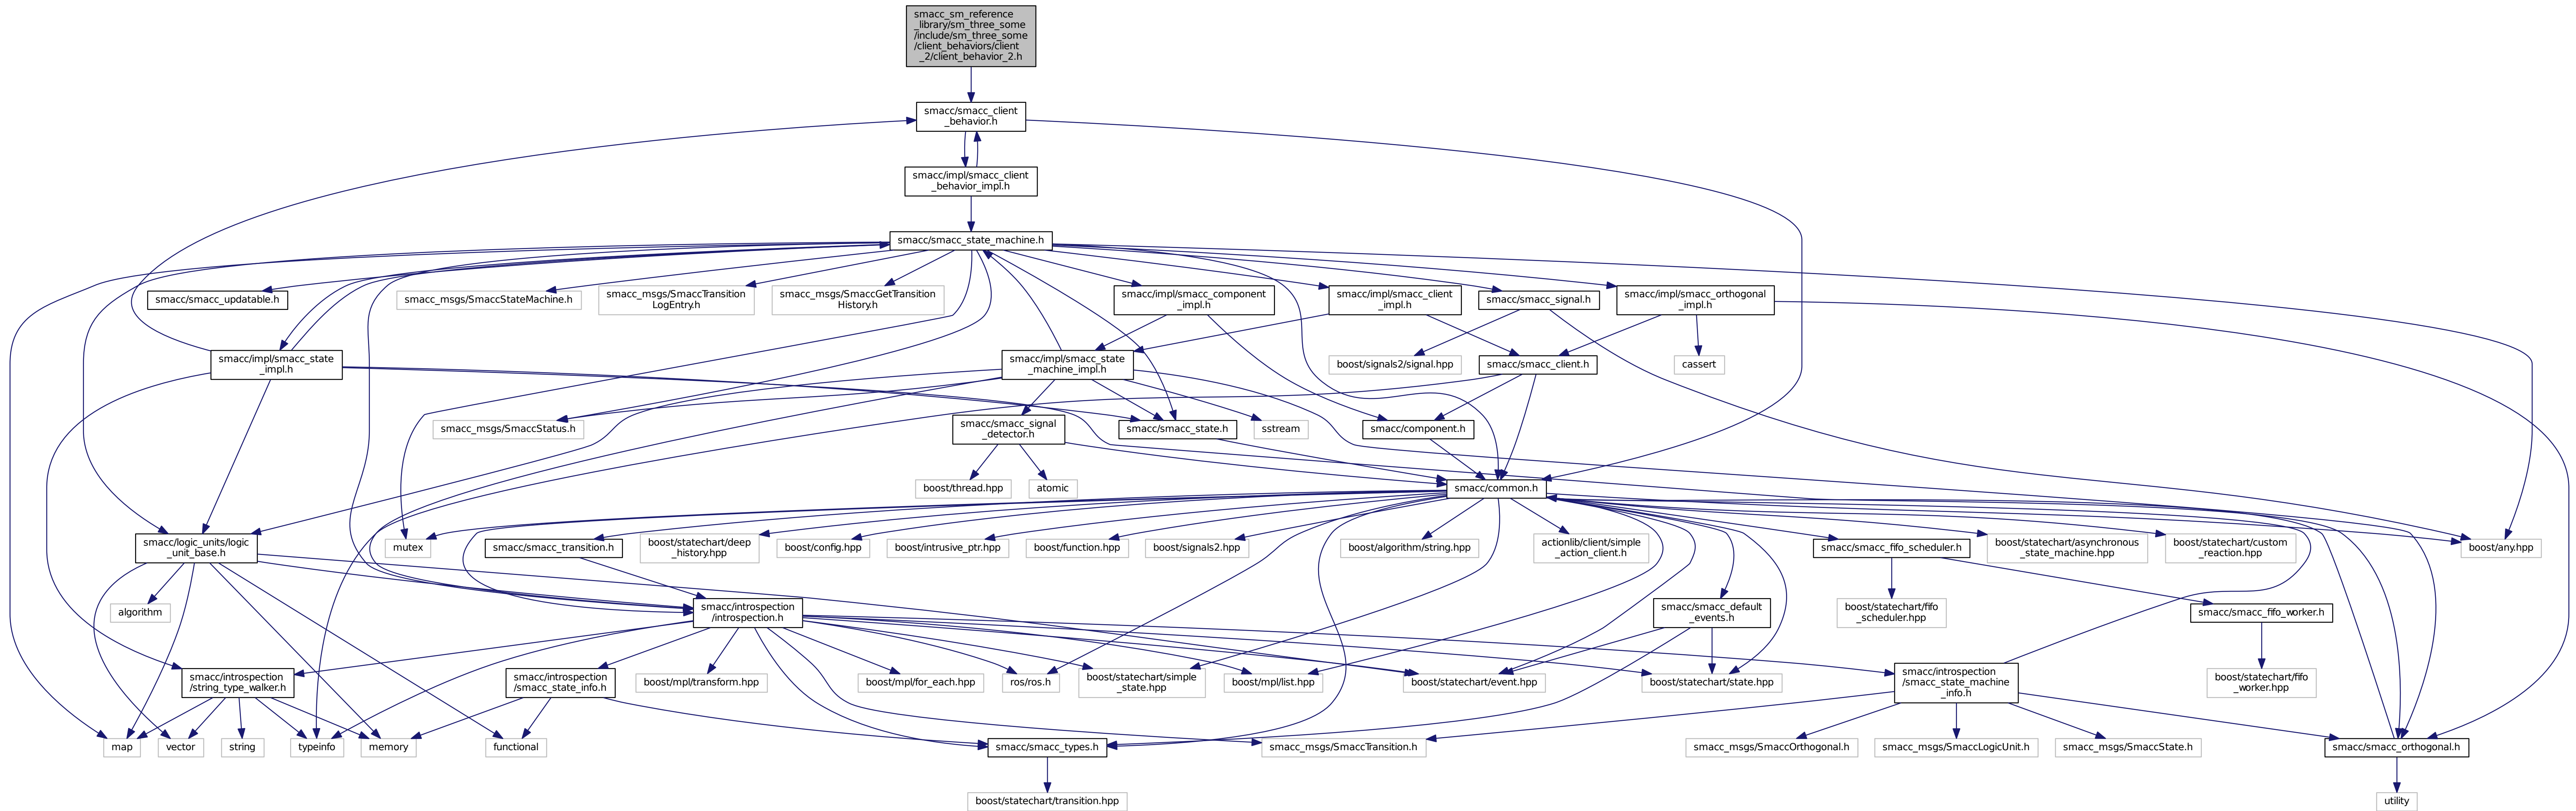 smacc_sm_reference
_library/sm_three_some
/include/sm_three_some
/client_behaviors/client
_2/client_behavior_2.h
smacc/smacc_client
_behavior.h
smacc/impl/smacc_client
_behavior_impl.h
smacc/smacc_state_machine.h
smacc/smacc_updatable.h
smacc_msgs/SmaccStateMachine.h
smacc_msgs/SmaccTransition
LogEntry.h
smacc_msgs/SmaccGetTransition
History.h
smacc/impl/smacc_component
_impl.h
smacc/impl/smacc_client
_impl.h
smacc/smacc_signal.h
smacc/impl/smacc_orthogonal
_impl.h
smacc/impl/smacc_state
_impl.h
smacc/impl/smacc_state
_machine_impl.h
boost/signals2/signal.hpp
smacc/smacc_client.h
cassert
smacc_msgs/SmaccStatus.h
smacc/smacc_signal
_detector.h
smacc/smacc_state.h
sstream
smacc/component.h
boost/thread.hpp
atomic
smacc/common.h
smacc/logic_units/logic
_unit_base.h
mutex
smacc/smacc_transition.h
boost/statechart/deep
_history.hpp
boost/config.hpp
boost/intrusive_ptr.hpp
boost/function.hpp
boost/signals2.hpp
boost/algorithm/string.hpp
actionlib/client/simple
_action_client.h
smacc/smacc_fifo_scheduler.h
boost/statechart/asynchronous
_state_machine.hpp
boost/statechart/custom
_reaction.hpp
boost/any.hpp
algorithm
smacc/introspection
/introspection.h
smacc/smacc_default
_events.h
boost/statechart/fifo
_scheduler.hpp
smacc/smacc_fifo_worker.h
smacc/introspection
/string_type_walker.h
smacc/introspection
/smacc_state_info.h
boost/mpl/transform.hpp
boost/mpl/for_each.hpp
ros/ros.h
boost/statechart/simple
_state.hpp
boost/mpl/list.hpp
boost/statechart/event.hpp
boost/statechart/state.hpp
smacc/introspection
/smacc_state_machine
_info.h
boost/statechart/fifo
_worker.hpp
map
vector
string
typeinfo
memory
functional
smacc/smacc_types.h
smacc_msgs/SmaccTransition.h
smacc_msgs/SmaccOrthogonal.h
smacc_msgs/SmaccLogicUnit.h
smacc_msgs/SmaccState.h
smacc/smacc_orthogonal.h
boost/statechart/transition.hpp
utility